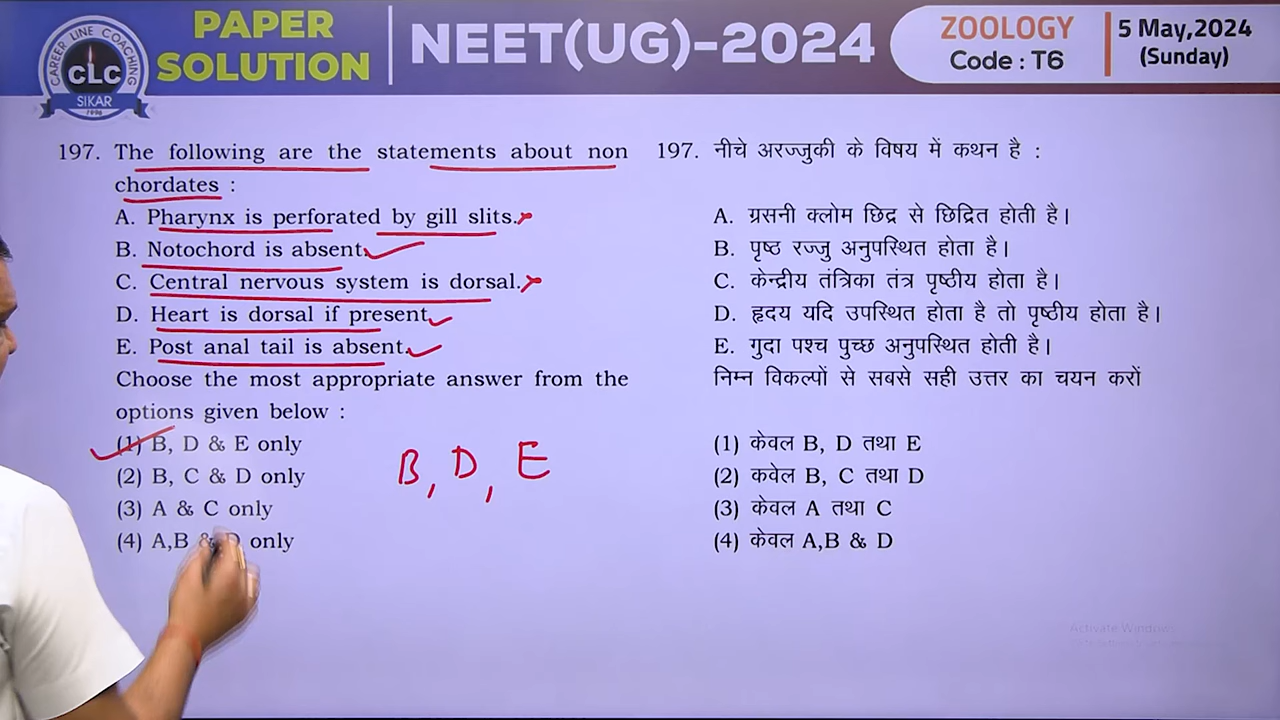 CAREER LINE COACHING
CLC
SIKAR
1996
PAPER
SOLUTION
NEET(UG)-2024
ZOOLOGY
Code : T6
5 May,2024
(Sunday)
197. The following are the statements about non
chordates :
A. Pharynx is perforated by gill slits.
B. Notochord is absent.
C. Central nervous system is dorsal.
D. Heart is dorsal if present.
E. Post anal tail is absent.
Choose the most appropriate answer from the
options given below :
(1) B, D & E only
(2) B, C & D only
(3) A & C only
(4) A,B & D only
B, D, E
197. नीचे अरज्जुकी के विषय में कथन है :
A. ग्रसनी क्लोम छिद्र से छिद्रित होती है।
B. पृष्ठ रज्जु अनुपस्थित होता है।
C. केन्द्रीय तंत्रिका तंत्र पृष्ठीय होता है।
D. हृदय यदि उपस्थित होता है तो पृष्ठीय होता है।
E. गुदा पश्च पुच्छ अनुपस्थित होती है।
निम्न विकल्पों से सबसे सही उत्तर का चयन करों
(1) केवल B, D तथा E
(2) कवेल B, C तथा D
(3) केवल A तथा C
(4) केवल A,B & D
Activate Windows